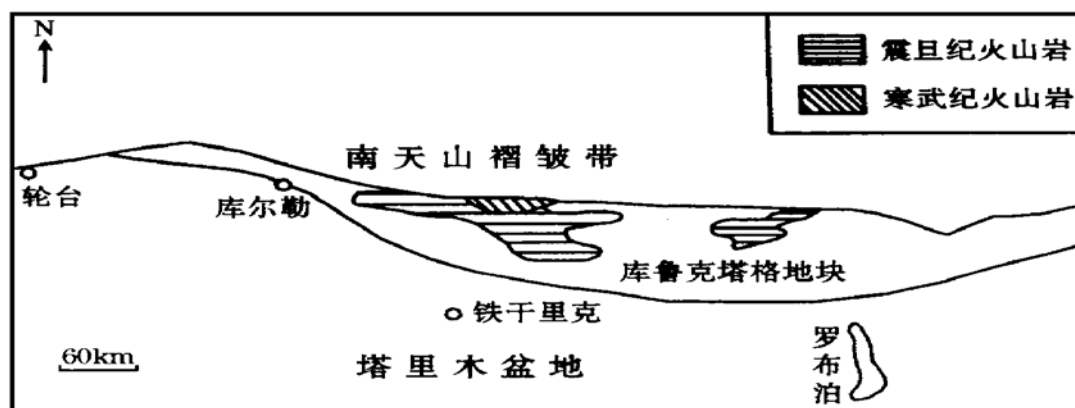 N
震旦纪火山岩
寒武纪火山岩
南天山褶皱带
轮台
库尔勒
库鲁克塔格地块
铁干里克
60km
塔里木盆地
罗布泊